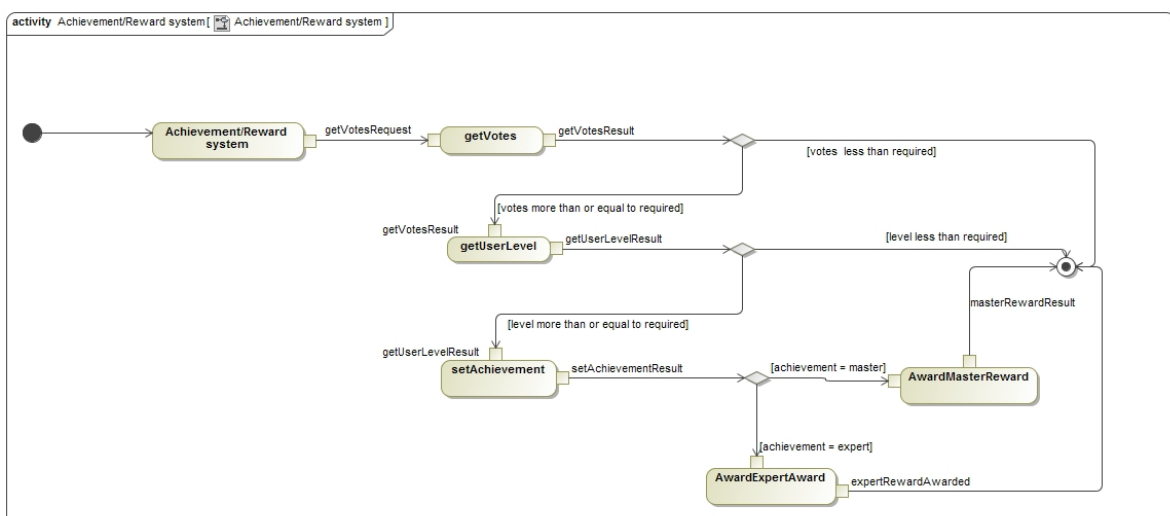 activity Achievement/Reward system[ Achievement/Reward system ]
Achievement/Reward
system
getVotesRequest
getVotes
getVotesResult
[votes  less than required]
[votes more than or equal to required]
getVotesResult
getUserLevel
getUserLevelResult
[level less than required]
masterRewardResult
[level more than or equal to required]
getUserLevelResult
setAchievement
setAchievementResult
[achievement = master]
AwardMasterReward
[achievement = expert]
AwardExpertAward
expertRewardAwarded